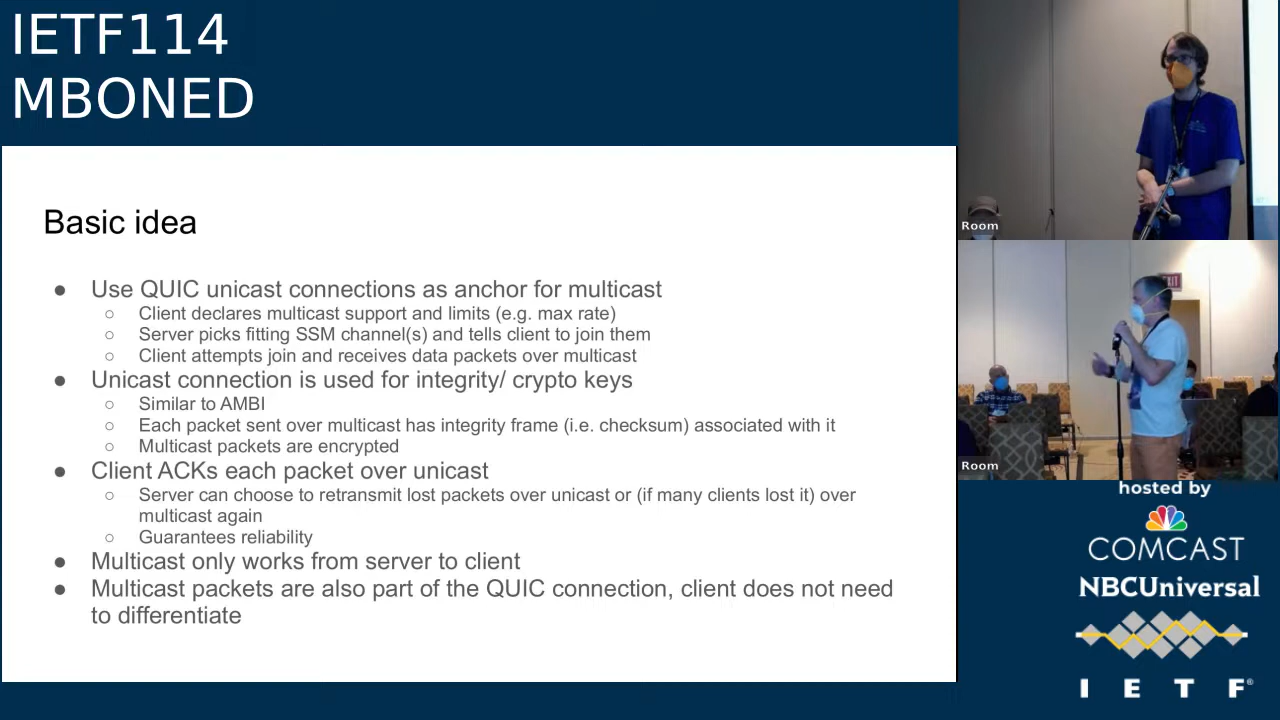 IETF114
MBONED
Basic idea
● Use QUIC unicast connections as anchor for multicast
○ Client declares multicast support and limits (e.g. max rate)
○ Server picks fitting SSM channel(s) and tells client to join them
○ Client attempts join and receives data packets over multicast
● Unicast connection is used for integrity/ crypto keys
○ Similar to AMBI
○ Each packet sent over multicast has integrity frame (i.e. checksum) associated with it
○ Multicast packets are encrypted
● Client ACKs each packet over unicast
○ Server can choose to retransmit lost packets over unicast or (if many clients lost it) over
multicast again
○ Guarantees reliability
● Multicast only works from server to client
● Multicast packets are also part of the QUIC connection, client does not need
to differentiate
Room
EXIT
Room
hosted by
COMCAST
NBCUniversal
I E T F®